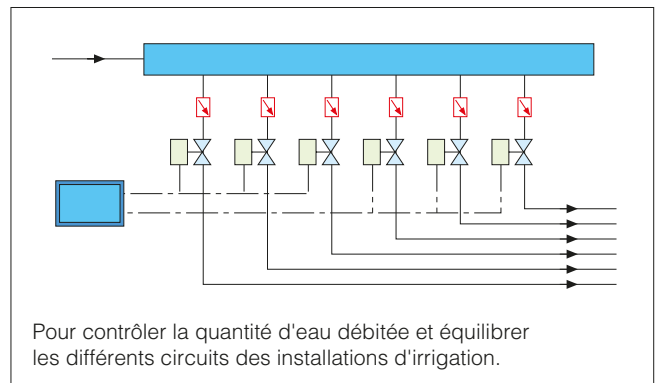 Pour contrôler la quantité d'eau débitée et équilibrer
les différents circuits des installations d'irrigation.